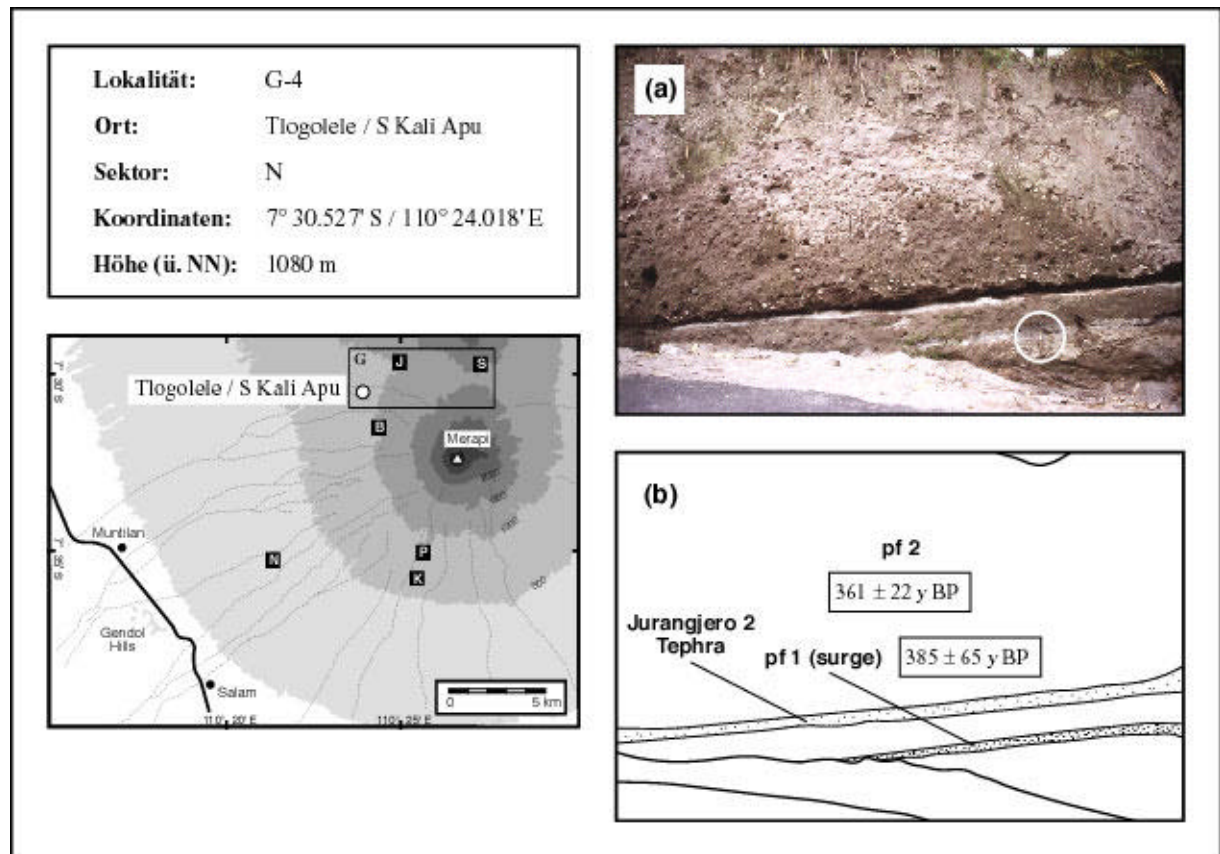 Lokalität: G-4
Ort: Tlogolele / S Kali Apu
Sektor: N
Koordinaten: 7° 30.527' S / 110° 24.018' E
Höhe (ü. NN): 1080 m
(a)
G
J
S
Tlogolele / S Kali Apu
B
Merapi
1000
500
Muntilan
N
P
K
Gendol
Hills
Salam
0 5 km
110° 20' E
110° 25' E
(b)
pf 2
361 ± 22 y BP
Jurangjero 2
Tephra
pf 1 (surge)
385 ± 65 y BP